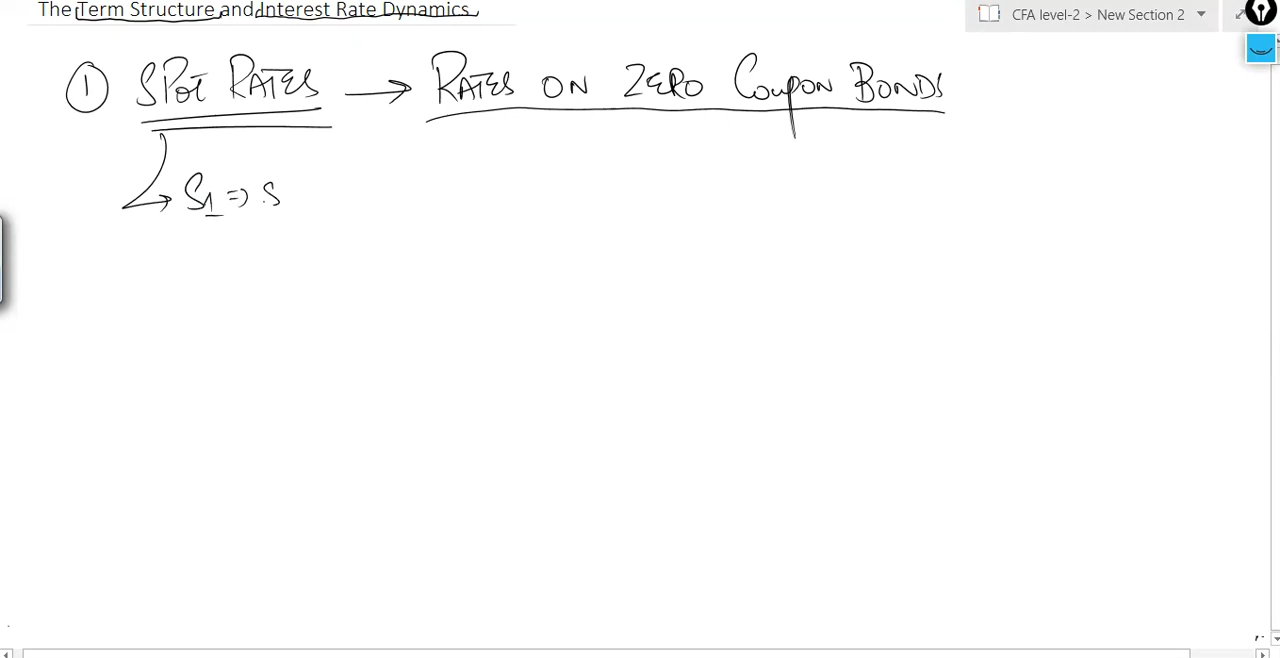 The Term Structure and Interest Rate Dynamics
CFA level-2 > New Section 2
① SPOT RATES → RATES ON ZERO COUPON BONDS
→ S1 => S